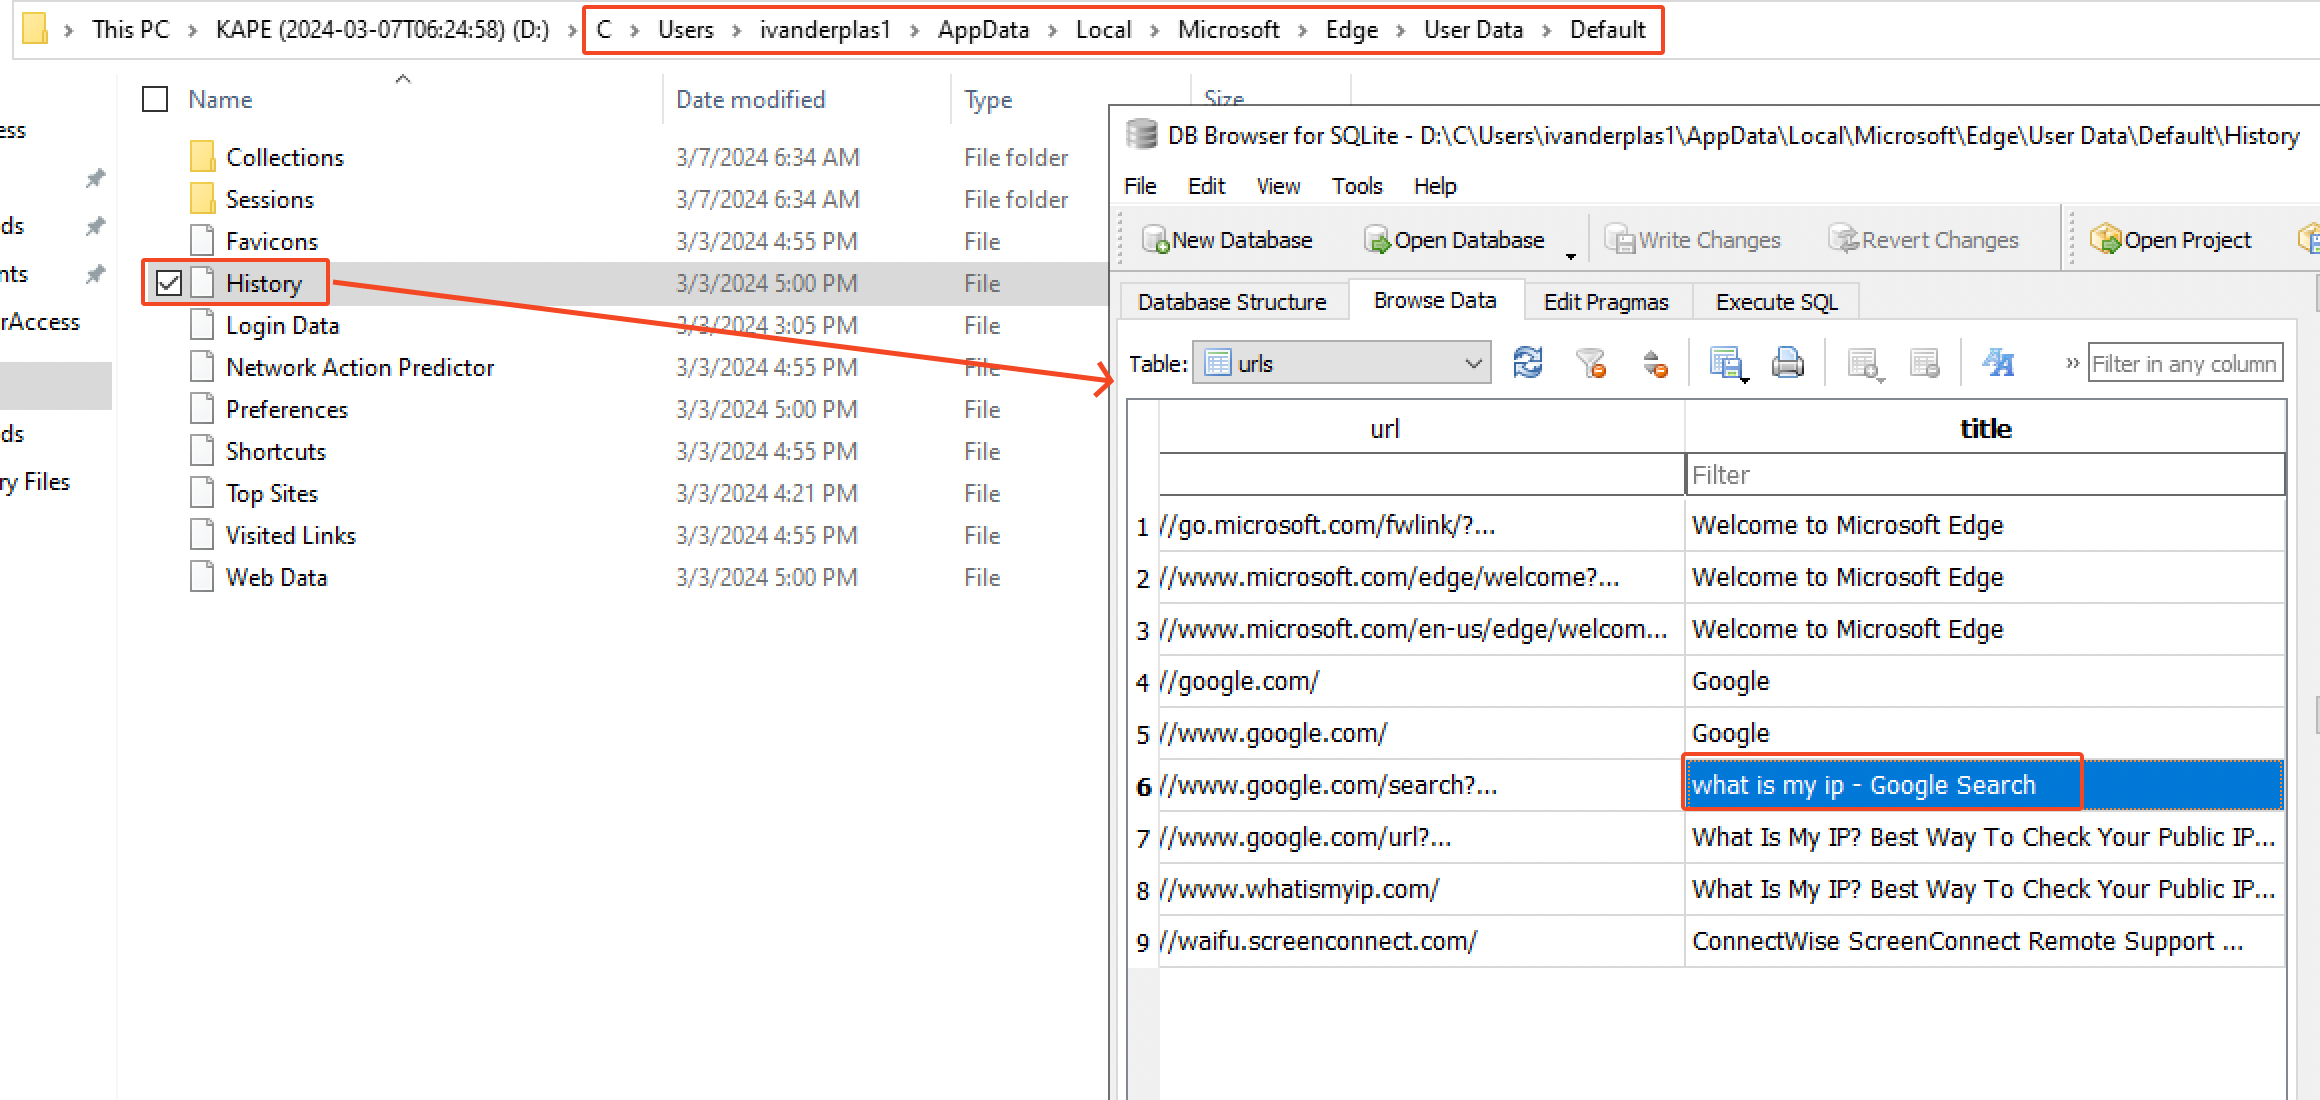 This PC > KAPE (2024-03-07T06:24:58) (D:) > C > Users > ivanderplas1 > AppData > Local > Microsoft > Edge > User Data > Default
Name Date modified Type Size
Collections 3/7/2024 6:34 AM File folder
Sessions 3/7/2024 6:34 AM File folder
Favicons 3/3/2024 4:55 PM File
History 3/3/2024 5:00 PM File
Login Data 3/3/2024 3:05 PM File
Network Action Predictor 3/3/2024 4:55 PM File
Preferences 3/3/2024 5:00 PM File
Shortcuts 3/3/2024 4:55 PM File
Top Sites 3/3/2024 4:21 PM File
Visited Links 3/3/2024 4:55 PM File
Web Data 3/3/2024 5:00 PM File
ess
ds
nts
rAccess
ds
ry Files
DB Browser for SQLite - D:\C\Users\ivanderplas1\AppData\Local\Microsoft\Edge\User Data\Default\History
File Edit View Tools Help
New Database Open Database Write Changes Revert Changes Open Project
Database Structure Browse Data Edit Pragmas Execute SQL
Table: urls » Filter in any column
url title
Filter
1 //go.microsoft.com/fwlink/?... Welcome to Microsoft Edge
2 //www.microsoft.com/edge/welcome?... Welcome to Microsoft Edge
3 //www.microsoft.com/en-us/edge/welcom... Welcome to Microsoft Edge
4 //google.com/ Google
5 //www.google.com/ Google
6 //www.google.com/search?... what is my ip - Google Search
7 //www.google.com/url?... What Is My IP? Best Way To Check Your Public IP...
8 //www.whatismyip.com/ What Is My IP? Best Way To Check Your Public IP...
9 //waifu.screenconnect.com/ ConnectWise ScreenConnect Remote Support ...